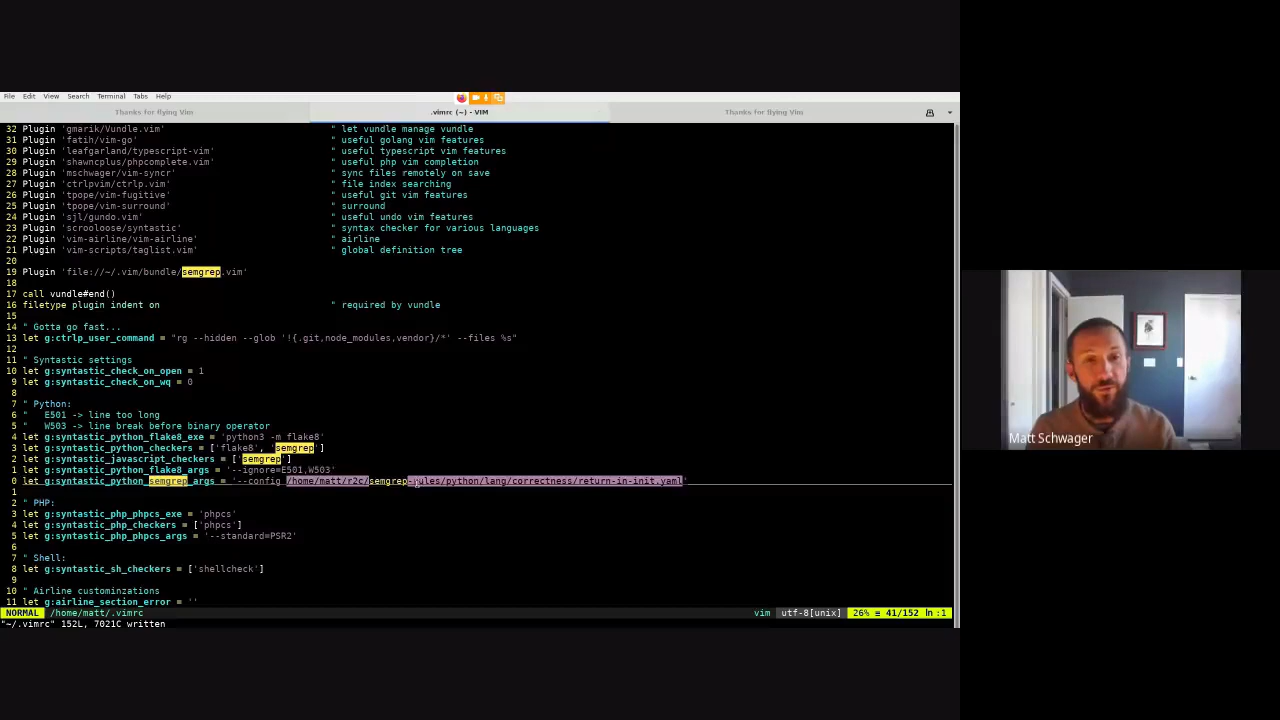 File Edit View Search Terminal Tabs Help
Thanks for flying Vim .vimrc (~) - VIM Thanks for flying Vim
32 Plugin 'gmarik/Vundle.vim' " let vundle manage vundle
31 Plugin 'fatih/vim-go' " useful golang vim features
30 Plugin 'leafgarland/typescript-vim' " useful typescript vim features
29 Plugin 'shawncplus/phpcomplete.vim' " useful php vim completion
28 Plugin 'mschwager/vim-syncr' " sync files remotely on save
27 Plugin 'ctrlpvim/ctrlp.vim' " file index searching
26 Plugin 'tpope/vim-fugitive' " useful git vim features
25 Plugin 'tpope/vim-surround' " surround
24 Plugin 'sjl/gundo.vim' " useful undo vim features
23 Plugin 'scrooloose/syntastic' " syntax checker for various languages
22 Plugin 'vim-airline/vim-airline' " airline
21 Plugin 'vim-scripts/taglist.vim' " global definition tree
20
19 Plugin 'file://~/.vim/bundle/semgrep.vim'
18
17 call vundle#end()
16 filetype plugin indent on " required by vundle
15
14 " Gotta go fast...
13 let g:ctrlp_user_command = "rg --hidden --glob '!{.git,node_modules,vendor}/*' --files %s"
12
11 " Syntastic settings
10 let g:syntastic_check_on_open = 1
9 let g:syntastic_check_on_wq = 0
8
7 " Python:
6 " E501 -> line too long
5 " W503 -> line break before binary operator
4 let g:syntastic_python_flake8_exe = 'python3 -m flake8'
3 let g:syntastic_python_checkers = ['flake8', 'semgrep']
2 let g:syntastic_javascript_checkers = ['semgrep']
1 let g:syntastic_python_flake8_args = '--ignore=E501,W503'
0 let g:syntastic_python_semgrep_args = '--config /home/matt/r2c/semgrep-rules/python/lang/correctness/return-in-init.yaml'
1
2 " PHP:
3 let g:syntastic_php_phpcs_exe = 'phpcs'
4 let g:syntastic_php_checkers = ['phpcs']
5 let g:syntastic_php_phpcs_args = '--standard=PSR2'
6
7 " Shell:
8 let g:syntastic_sh_checkers = ['shellcheck']
9
10 " Airline custominzations
11 let g:airline_section_error = ''
NORMAL /home/matt/.vimrc vim utf-8[unix] 26% ≡ 41/152 ln :1
"~/.vimrc" 152L, 7021C written
Matt Schwager